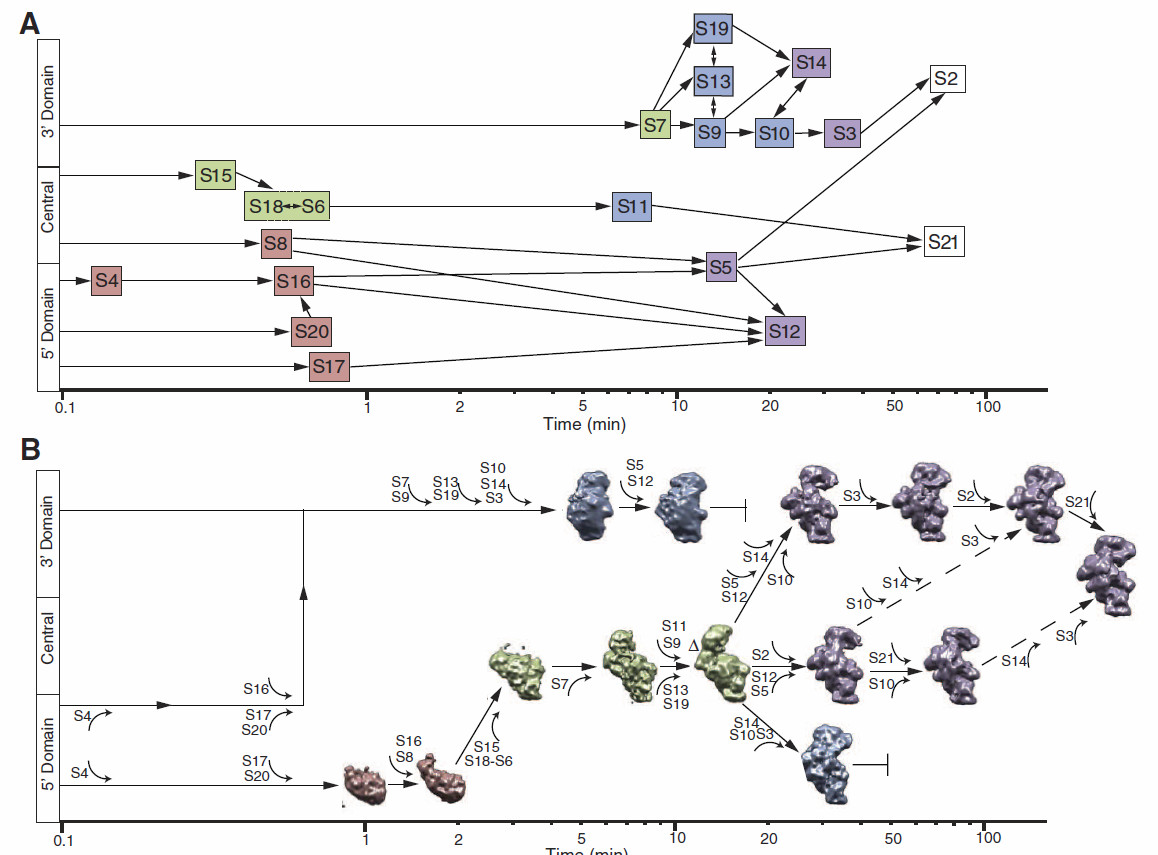 A
3' Domain
Central
5' Domain
S19
S14
S13
S2
S7
S9
S10
S3
S15
S18
S6
S11
S8
S21
S5
S4
S16
S20
S12
S17
0.1
1
2
5
10
20
50
100
Time (min)
B
3' Domain
Central
5' Domain
S7
S9
S13
S19
S10
S14
S3
S5
S12
S3
S2
S21
S14
S5
S12
S10
S3
S14
S10
S11
S9
Δ
S13
S19
S7
S2
S12
S5
S21
S10
S14
S3
S16
S4
S17
S20
S14
S10
S3
S16
S8
S15
S18-S6
S17
S20
S4
0.1
1
2
5
10
20
50
100
Time (min)